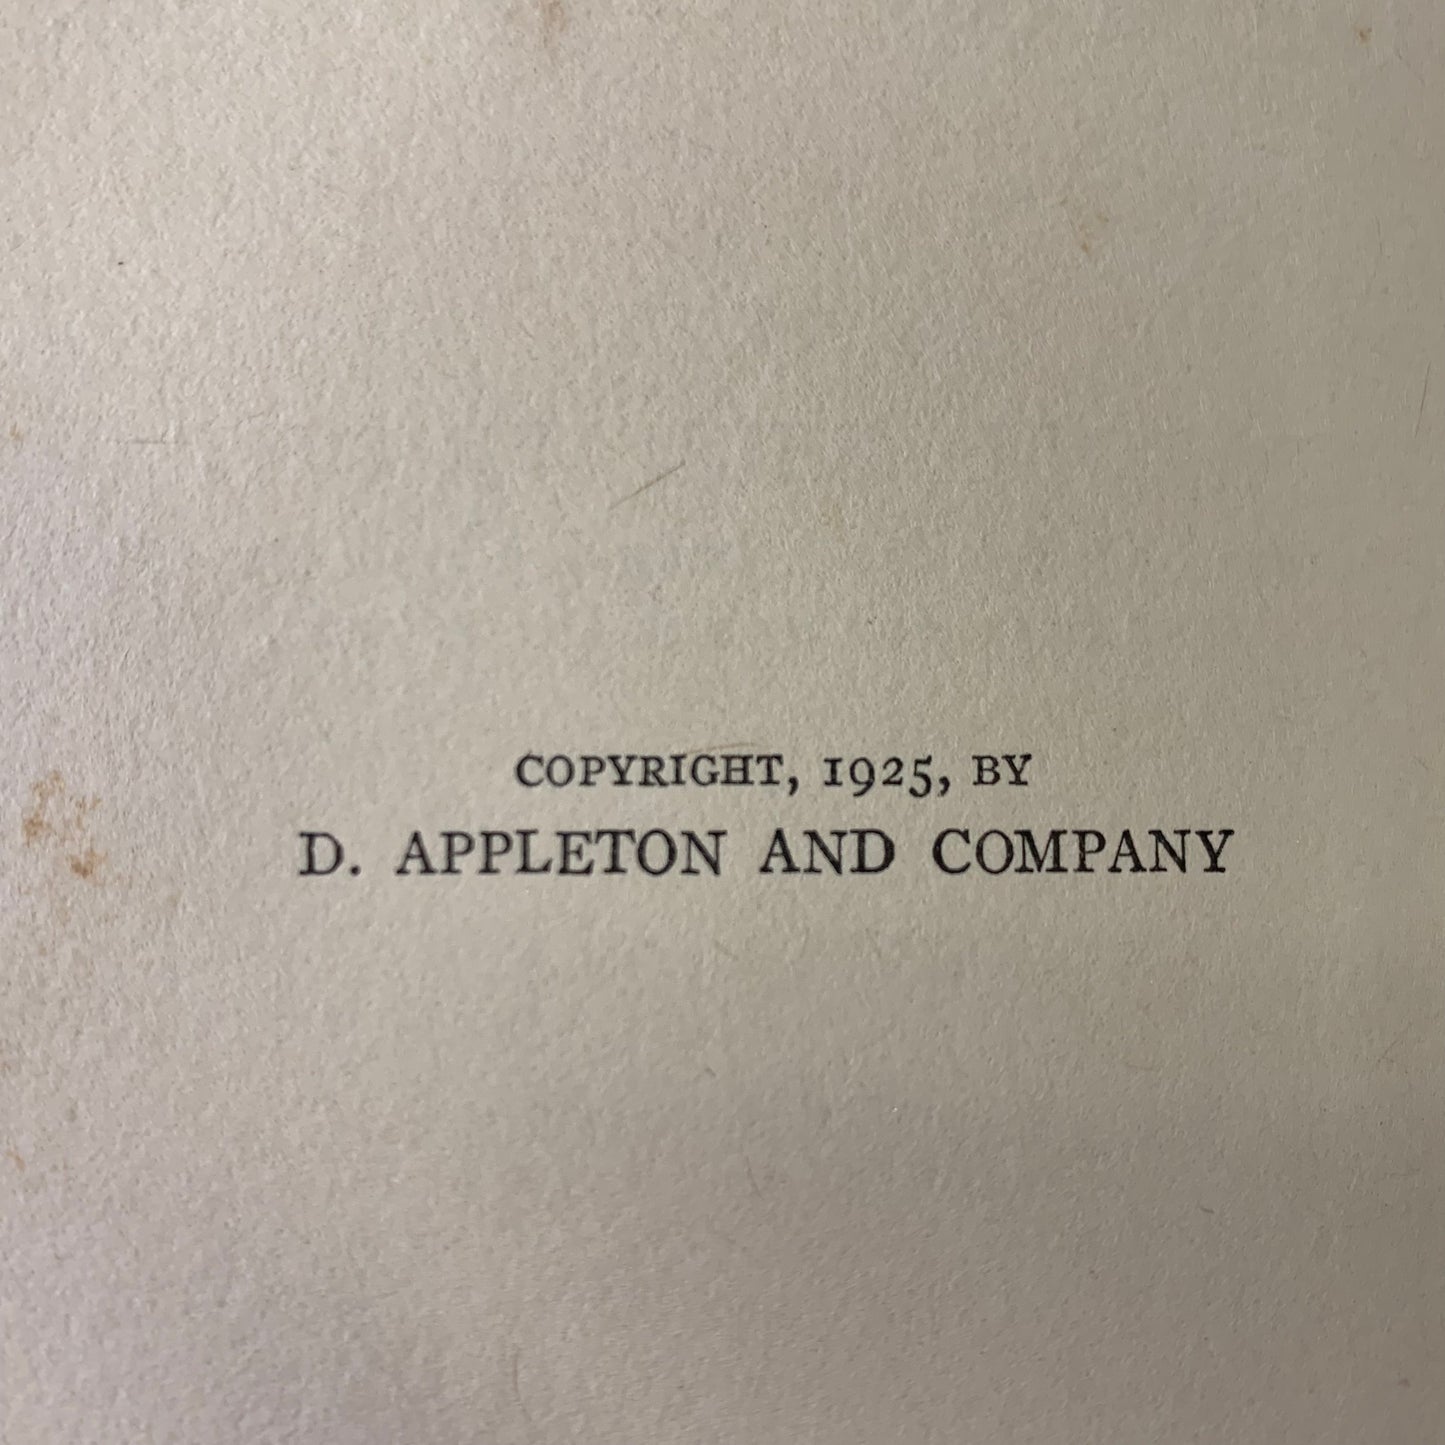 COPYRIGHT, 1925, BY
D. APPLETON AND COMPANY